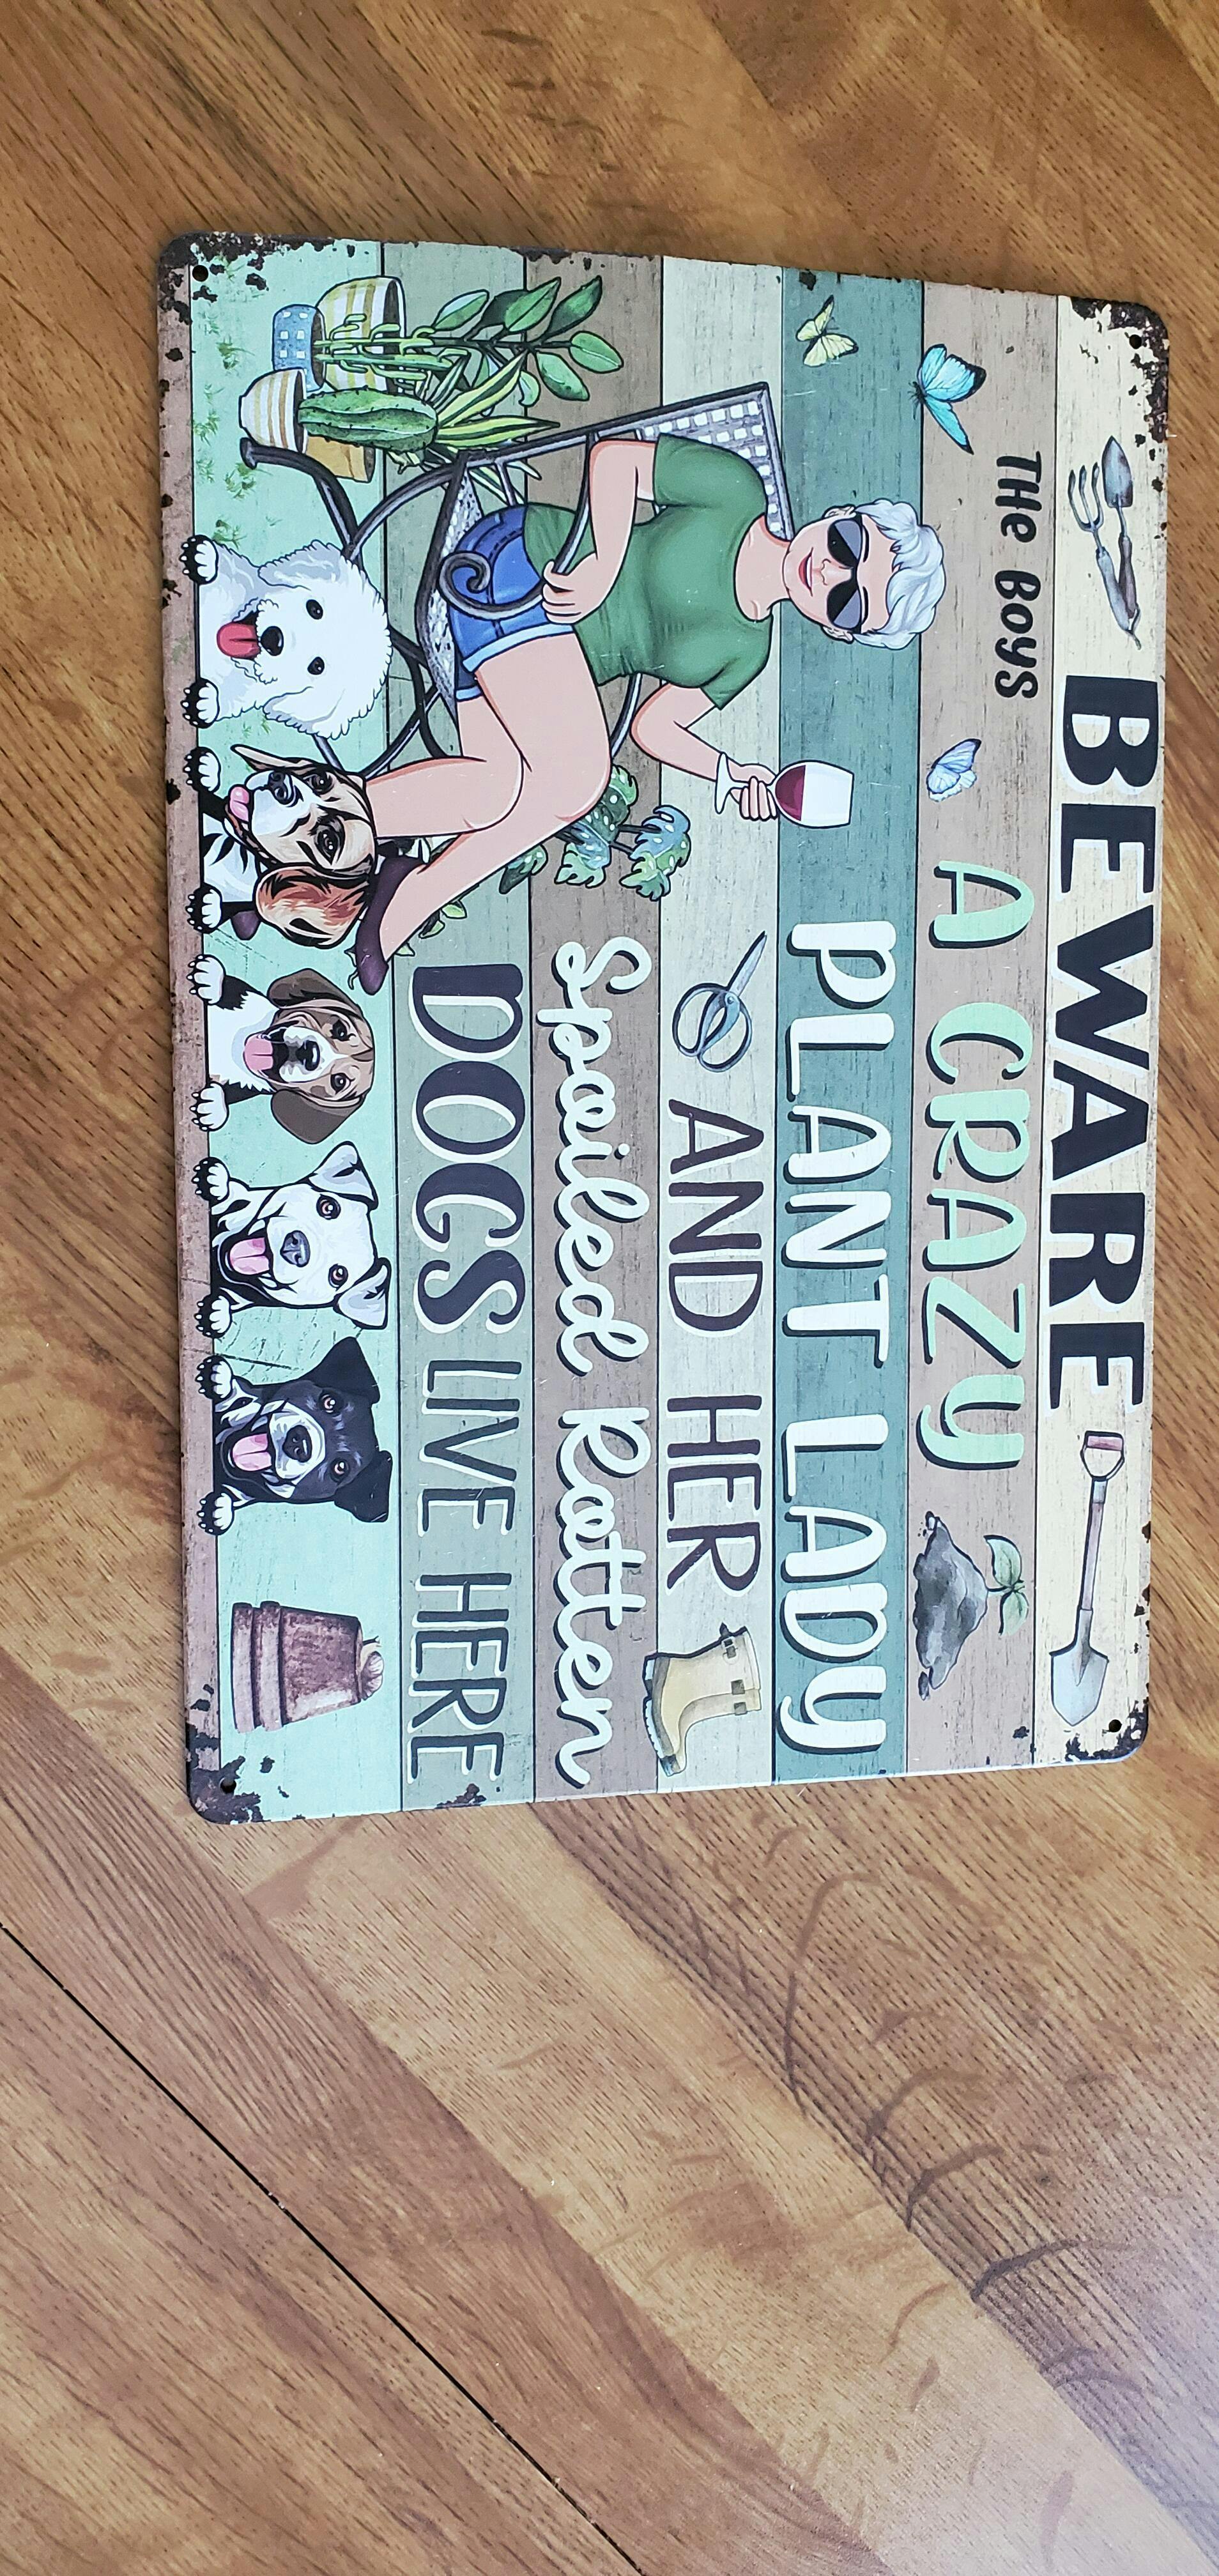 BEWARE
THe BoyS
A CRAZY
PLANT LADY
AND HER
Spoiled Rotten
DOGS LIVE HERE